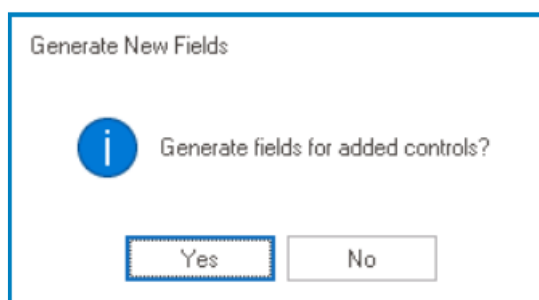 Generate New Fields
Generate fields for added controls?
Yes
No